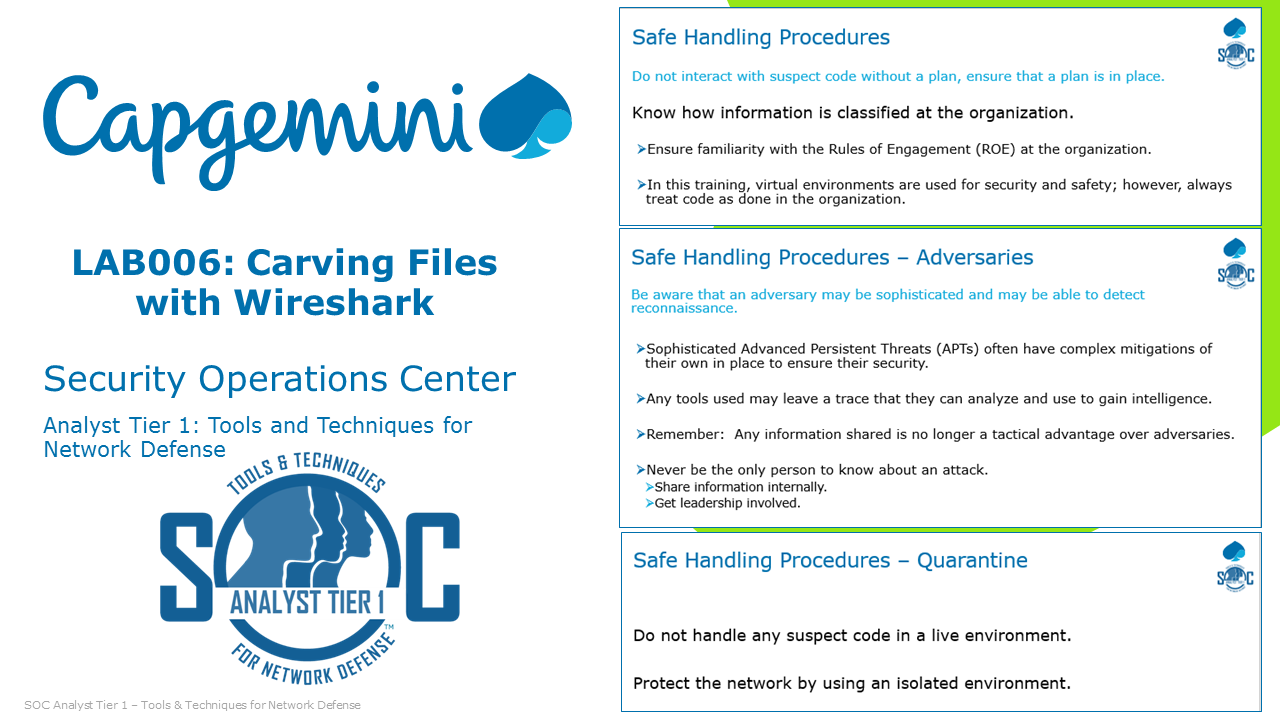 Capgemini
LAB006: Carving Files
with Wireshark
Security Operations Center
Analyst Tier 1: Tools and Techniques for
Network Defense
TOOLS & TECHNIQUES
SOC
ANALYST TIER 1
FOR NETWORK DEFENSE™
SOC Analyst Tier 1 – Tools & Techniques for Network Defense
Safe Handling Procedures
Do not interact with suspect code without a plan, ensure that a plan is in place.
Know how information is classified at the organization.
➢Ensure familiarity with the Rules of Engagement (ROE) at the organization.
➢In this training, virtual environments are used for security and safety; however, always
treat code as done in the organization.
Safe Handling Procedures – Adversaries
Be aware that an adversary may be sophisticated and may be able to detect
reconnaissance.
➢Sophisticated Advanced Persistent Threats (APTs) often have complex mitigations of
their own in place to ensure their security.
➢Any tools used may leave a trace that they can analyze and use to gain intelligence.
➢Remember:  Any information shared is no longer a tactical advantage over adversaries.
➢Never be the only person to know about an attack.
➢Share information internally.
➢Get leadership involved.
Safe Handling Procedures – Quarantine
Do not handle any suspect code in a live environment.
Protect the network by using an isolated environment.